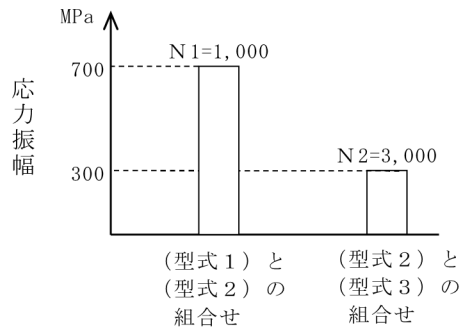 MPa
700
N1=1,000
応力振幅
300
N2=3,000
(型式1)と
(型式2)の
組合せ
(型式2)と
(型式3)の
組合せ